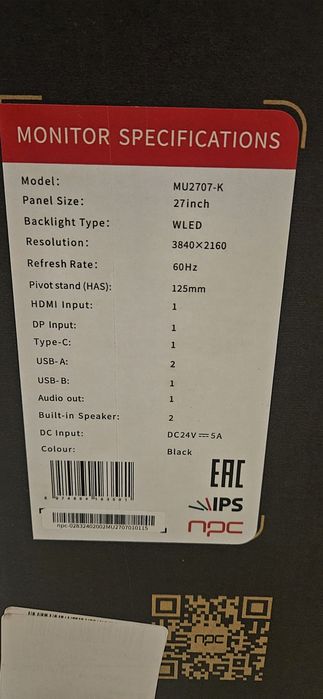 MONITOR SPECIFICATIONS
Model: MU2707-K
Panel Size: 27inch
Backlight Type: WLED
Resolution: 3840×2160
Refresh Rate: 60Hz
Pivot stand (HAS): 125mm
HDMI Input: 1
DP Input: 1
Type-C: 1
USB-A: 2
USB-B: 1
Audio out: 1
Built-in Speaker: 2
DC Input: DC24V⎓5A
Colour: Black
EAC
IPS
npc
npc